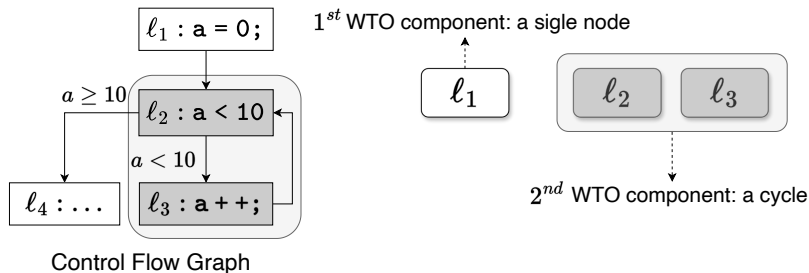 ℓ₁ : a = 0;
1ˢᵗ WTO component: a sigle node
a ≥ 10
ℓ₂ : a < 10
ℓ₁
ℓ₂
ℓ₃
a < 10
ℓ₄ : ...
ℓ₃ : a + +;
2ⁿᵈ WTO component: a cycle
Control Flow Graph